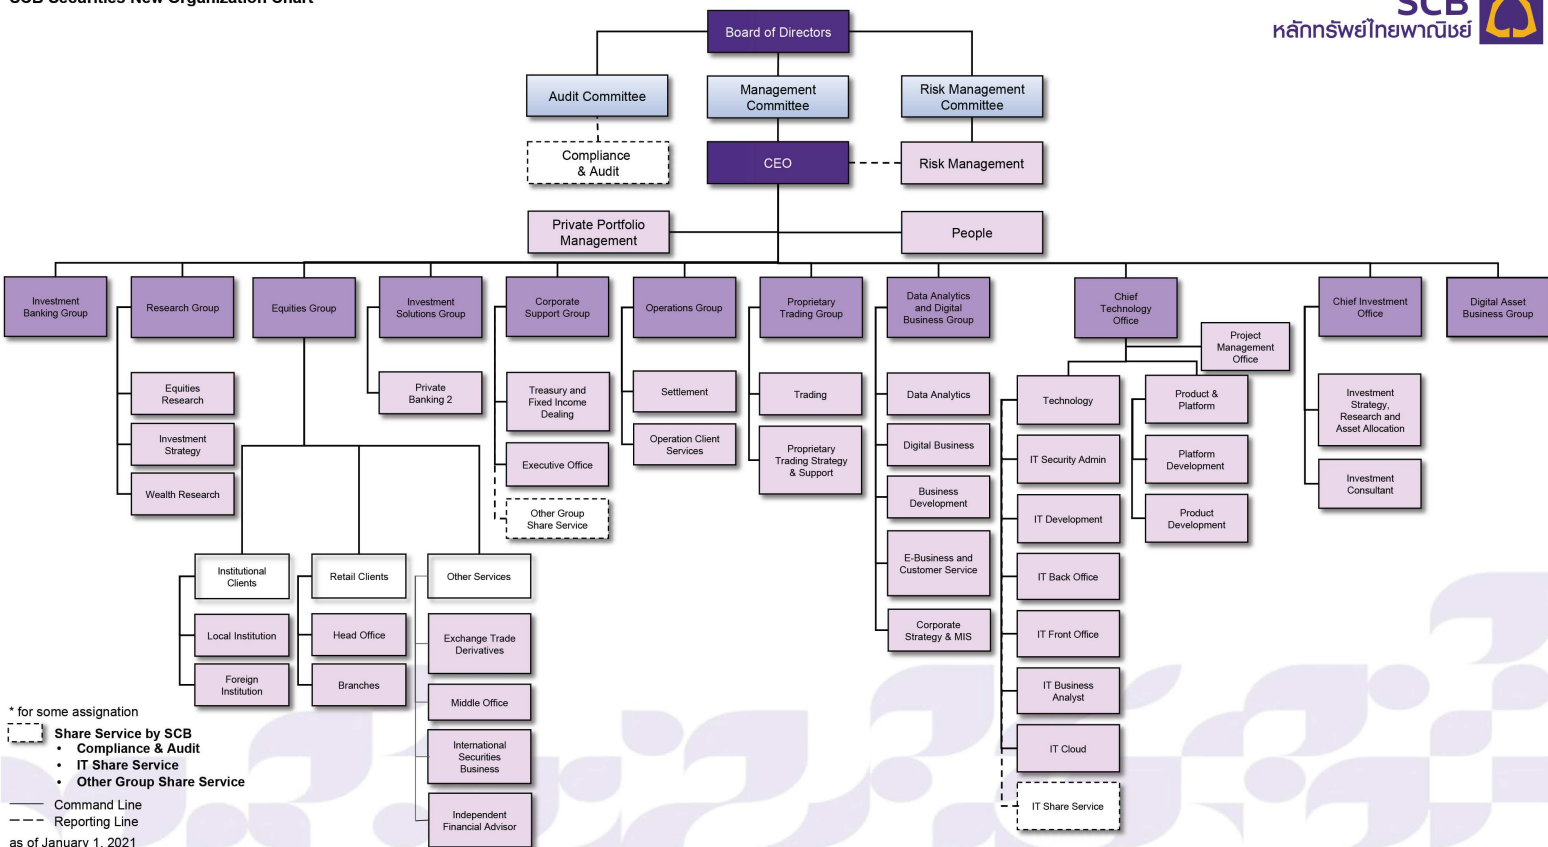 SCB Securities New Organization Chart
SCB
หลักทรัพย์ไทยพาณิชย์
Board of Directors
Audit Committee
Management
Committee
Risk Management
Committee
Compliance
& Audit
CEO
Risk Management
Private Portfolio
Management
People
Investment
Banking Group
Research Group
Equities Group
Investment
Solutions Group
Corporate
Support Group
Operations Group
Proprietary
Trading Group
Data Analytics
and Digital
Business Group
Chief
Technology
Office
Chief Investment
Office
Digital Asset
Business Group
Project
Management
Office
Equities
Research
Investment
Strategy
Wealth Research
Private
Banking 2
Treasury and
Fixed Income
Dealing
Executive Office
Other Group
Share Service
Settlement
Operation Client
Services
Trading
Proprietary
Trading Strategy
& Support
Data Analytics
Digital Business
Business
Development
E-Business and
Customer Service
Corporate
Strategy & MIS
Technology
IT Security Admin
IT Development
IT Back Office
IT Front Office
IT Business
Analyst
IT Cloud
IT Share Service
Product &
Platform
Platform
Development
Product
Development
Investment
Strategy,
Research and
Asset Allocation
Investment
Consultant
Institutional
Clients
Local Institution
Foreign
Institution
Retail Clients
Head Office
Branches
Other Services
Exchange Trade
Derivatives
Middle Office
International
Securities
Business
Independent
Financial Advisor
* for some assignation
Share Service by SCB
• Compliance & Audit
• IT Share Service
• Other Group Share Service
Command Line
Reporting Line
as of January 1, 2021